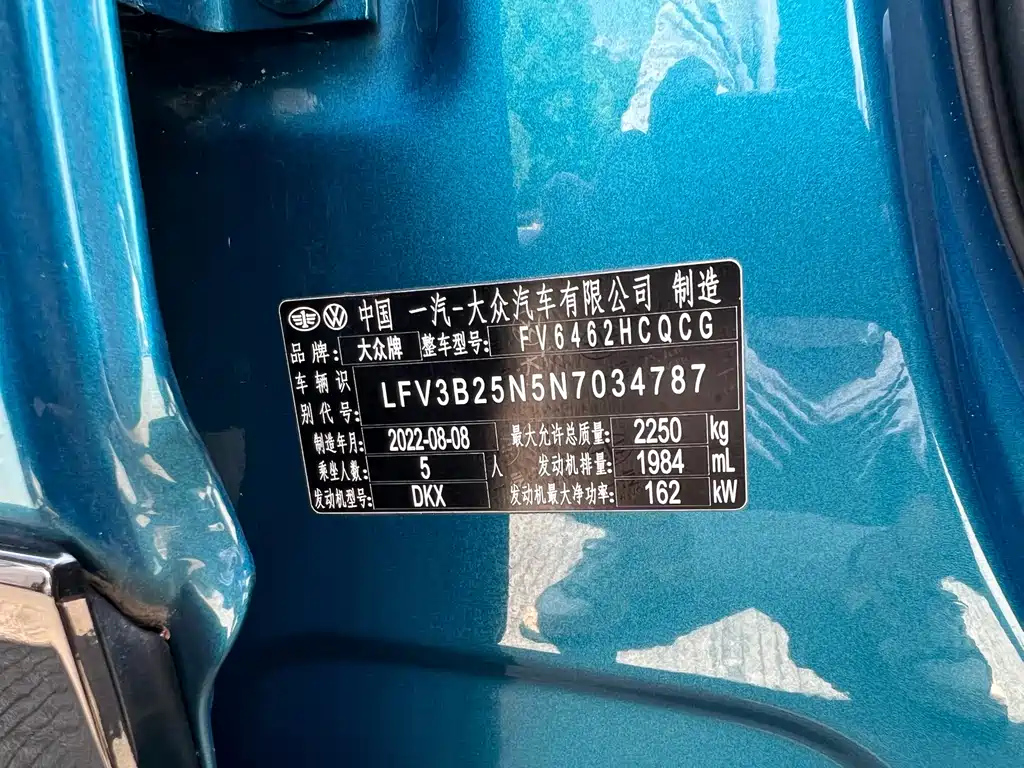 中国 一汽-大众汽车有限公司 制造
品牌: 大众牌 整车型号: FV6462HCQCG
车辆识别代号: LFV3B25N5N7034787
制造年月: 2022-08-08 最大允许总质量: 2250 kg
乘坐人数: 5 人 发动机排量: 1984 mL
发动机型号: DKX 发动机最大净功率: 162 kW